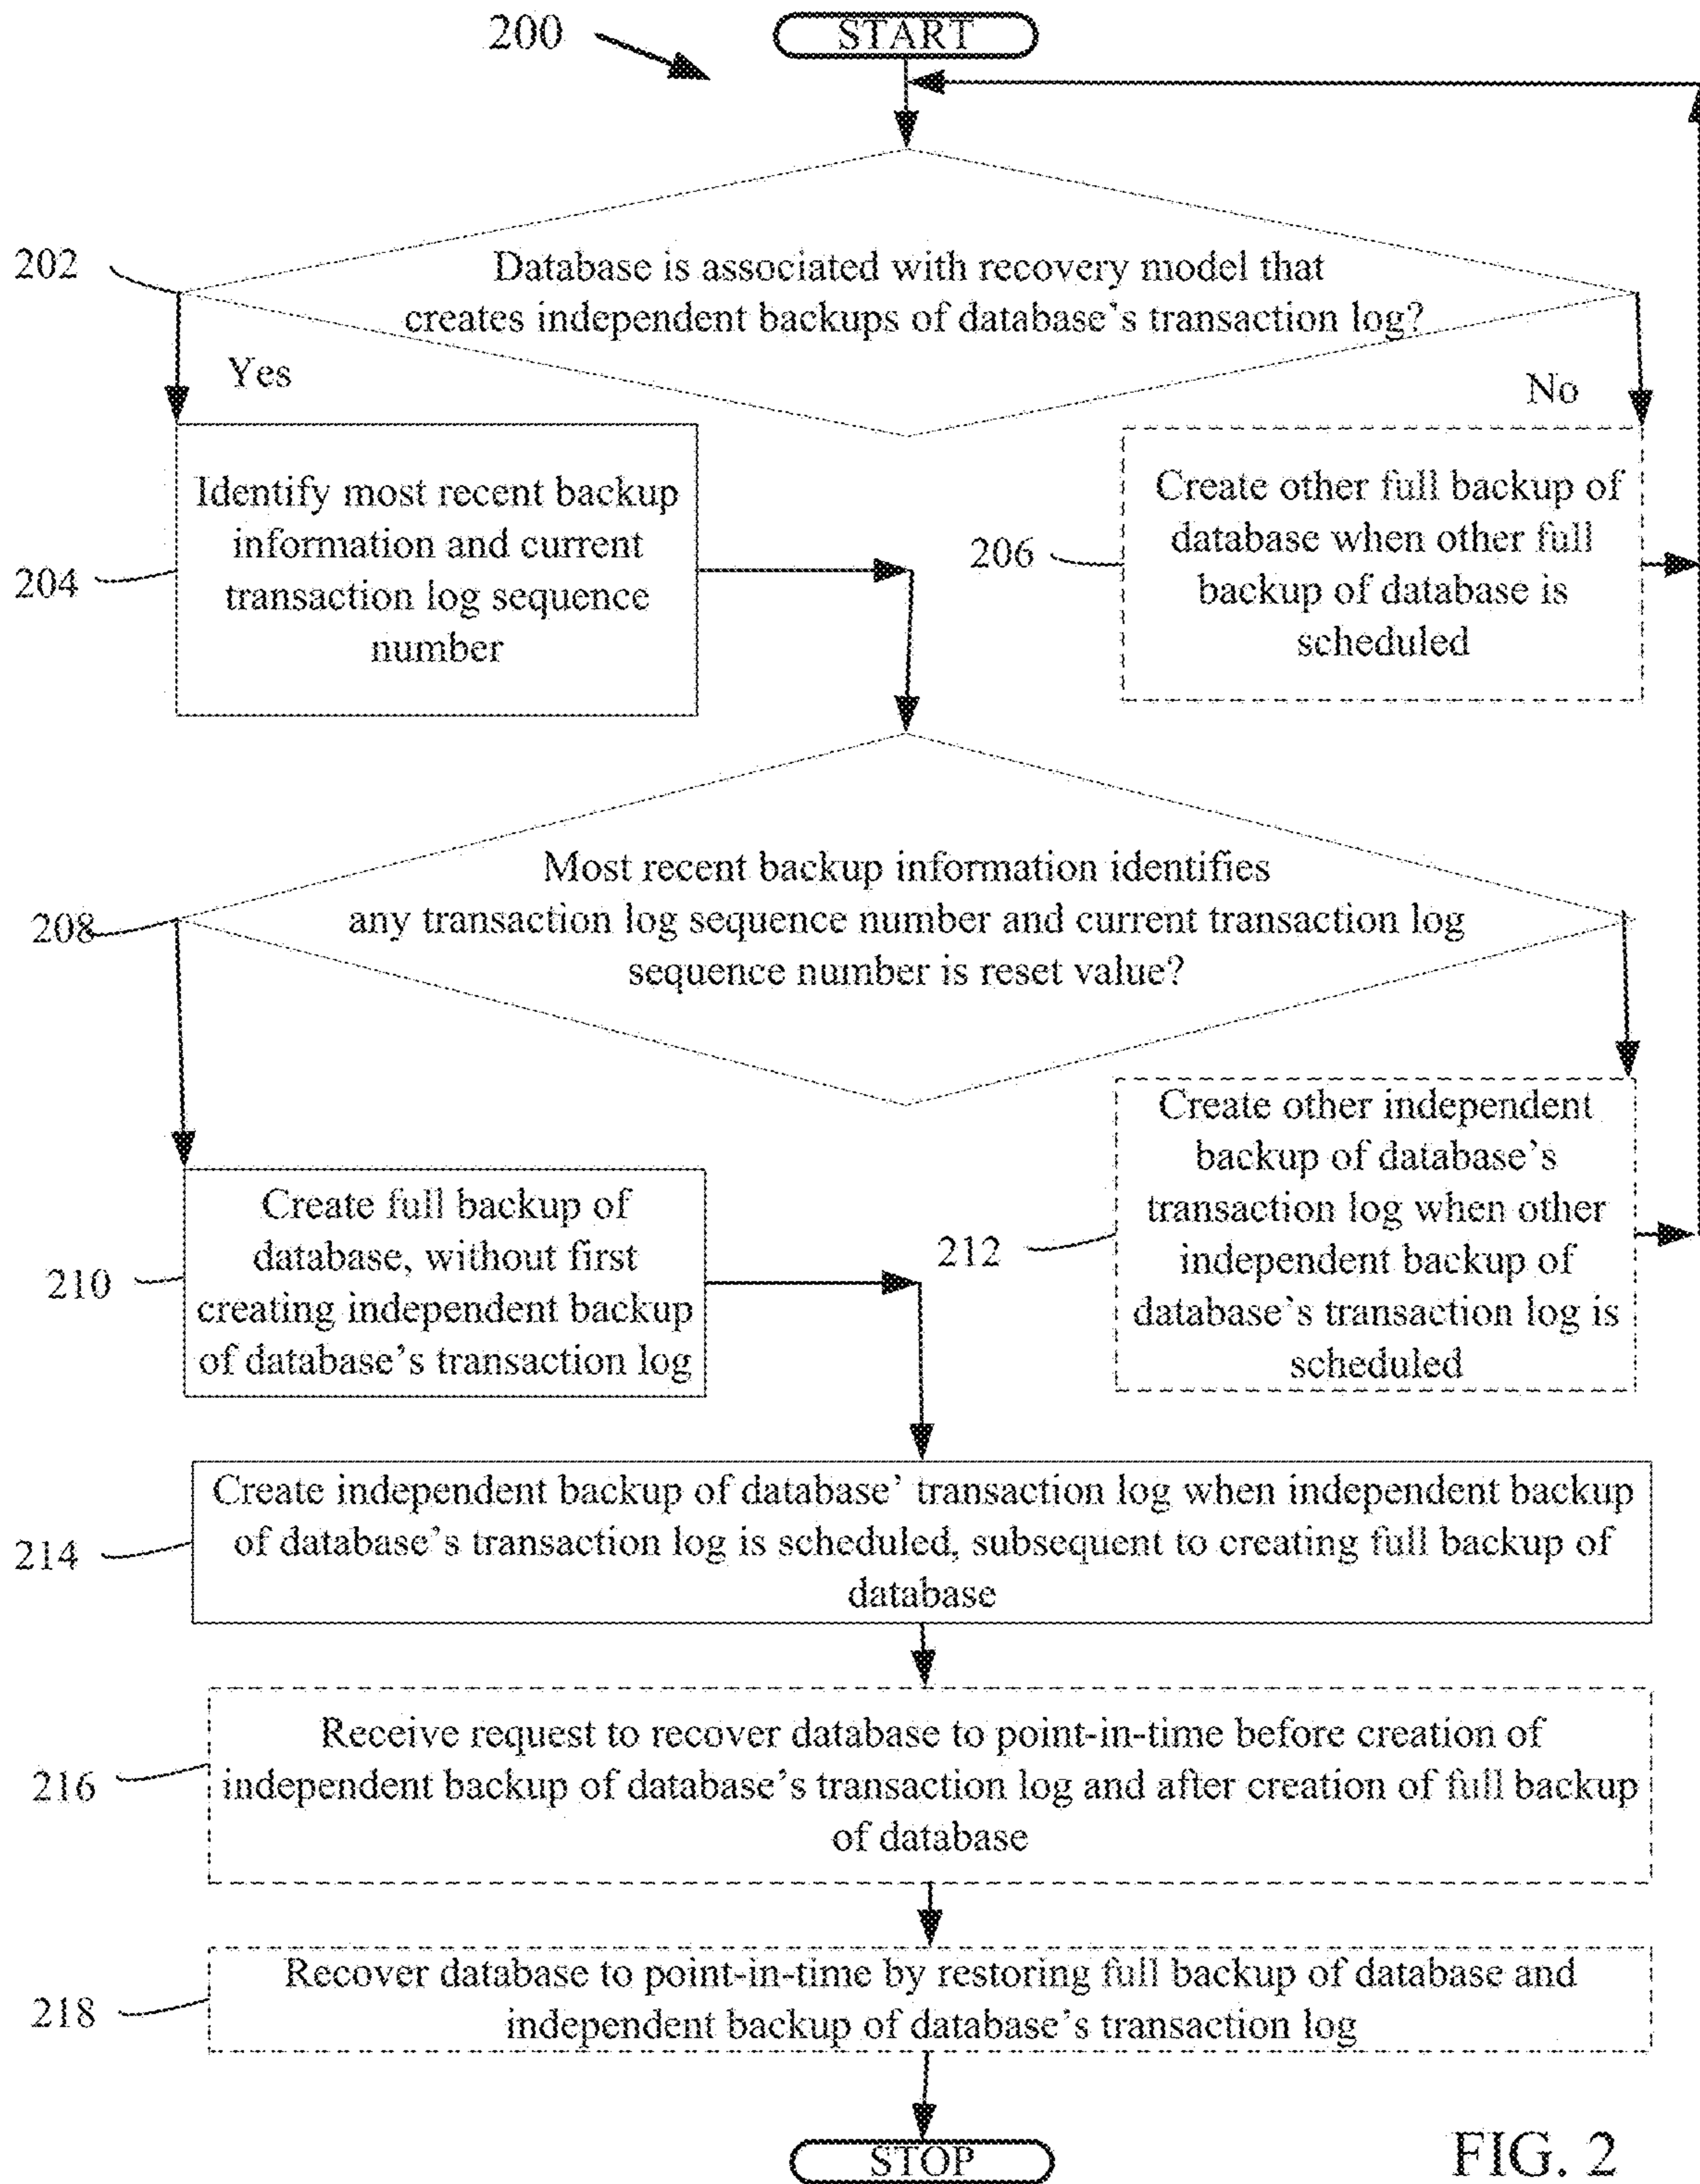 200
START
202
Database is associated with recovery model that
creates independent backups of database's transaction log?
Yes
No
204
Identify most recent backup
information and current
transaction log sequence
number
206
Create other full backup of
database when other full
backup of database is
scheduled
208
Most recent backup information identifies
any transaction log sequence number and current transaction log
sequence number is reset value?
210
Create full backup of
database, without first
creating independent backup
of database's transaction log
212
Create other independent
backup of database's
transaction log when other
independent backup of
database's transaction log is
scheduled
214
Create independent backup of database' transaction log when independent backup
of database's transaction log is scheduled, subsequent to creating full backup of
database
216
Receive request to recover database to point-in-time before creation of
independent backup of database's transaction log and after creation of full backup
of database
218
Recover database to point-in-time by restoring full backup of database and
independent backup of database's transaction log
STOP
FIG. 2